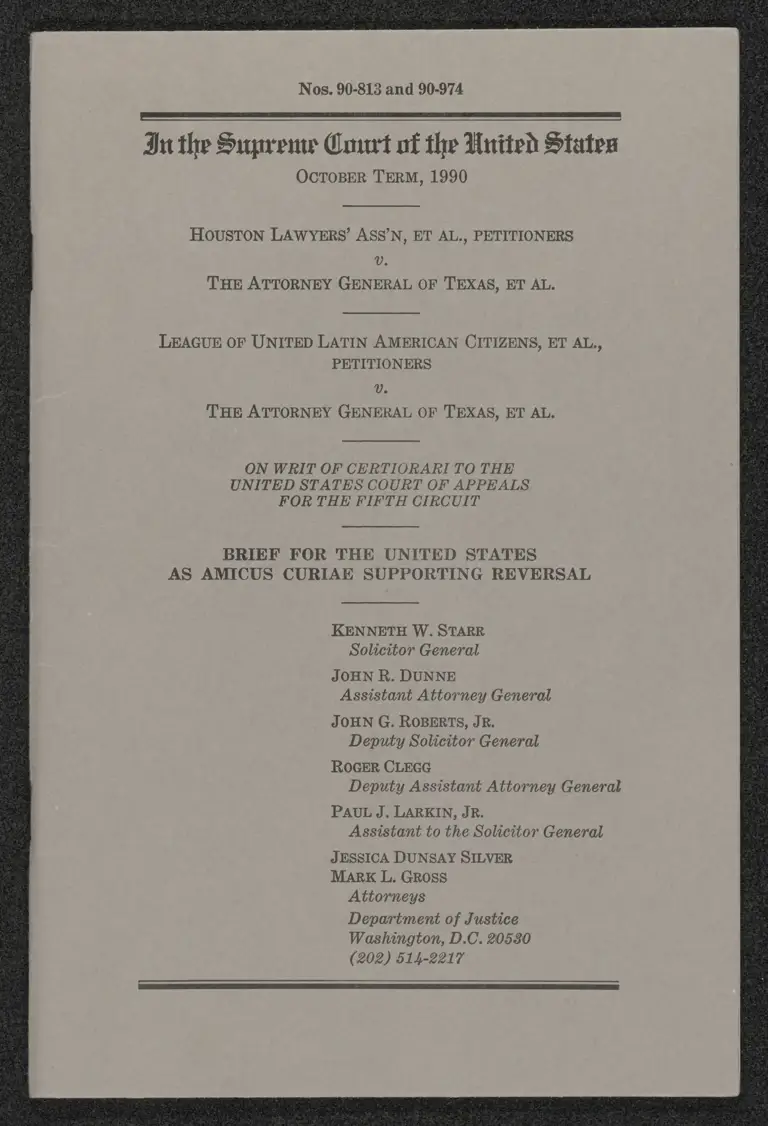 Nos. 90-813 and 90-974
In the Supreme Court of the United States
OCTOBER TERM, 1990
HOUSTON LAWYERS' ASS'N, ET AL., PETITIONERS
v.
THE ATTORNEY GENERAL OF TEXAS, ET AL.
LEAGUE OF UNITED LATIN AMERICAN CITIZENS, ET AL.,
PETITIONERS
v.
THE ATTORNEY GENERAL OF TEXAS, ET AL.
ON WRIT OF CERTIORARI TO THE
UNITED STATES COURT OF APPEALS
FOR THE FIFTH CIRCUIT
BRIEF FOR THE UNITED STATES
AS AMICUS CURIAE SUPPORTING REVERSAL
KENNETH W. STARR
Solicitor General
JOHN R. DUNNE
Assistant Attorney General
JOHN G. ROBERTS, JR.
Deputy Solicitor General
ROGER CLEGG
Deputy Assistant Attorney General
PAUL J. LARKIN, JR.
Assistant to the Solicitor General
JESSICA DUNSAY SILVER
MARK L. GROSS
Attorneys
Department of Justice
Washington, D.C. 20530
(202) 514-2217